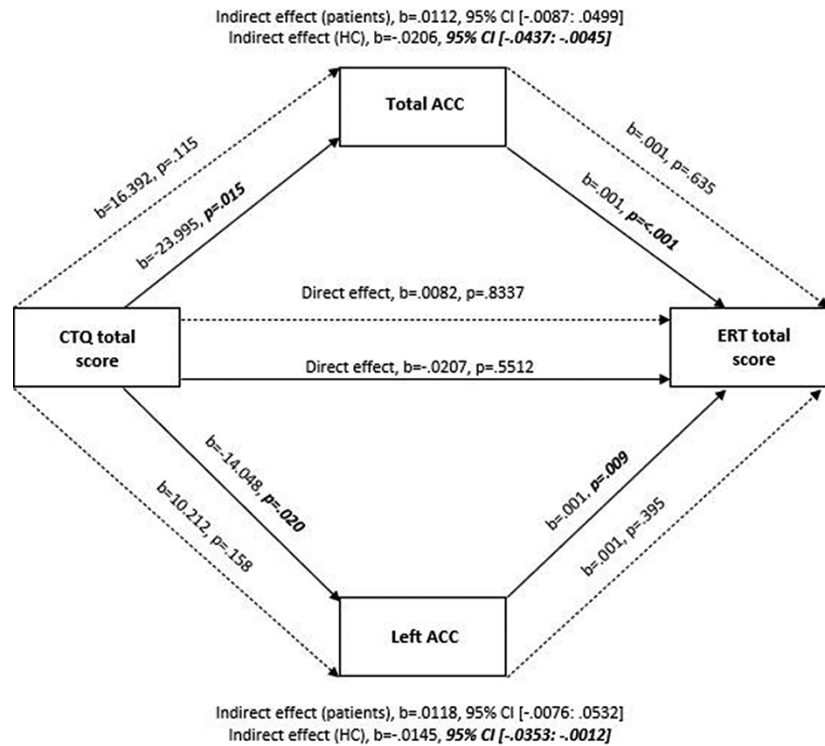 Indirect effect (patients), b=.0112, 95% CI [-.0087: .0499]
Indirect effect (HC), b=-.0206, 95% CI [-.0437: -.0045]
Total ACC
b=16.392, p=.115
b=-23.995, p=.015
b=.001, p=.635
b=.001, p=<.001
Direct effect, b=.0082, p=.8337
CTQ total
score
ERT total
score
Direct effect, b=-.0207, p=.5512
b=-14.048, p=.020
b=10.212, p=.158
b=.001, p=.009
b=.001, p=.395
Left ACC
Indirect effect (patients), b=.0118, 95% CI [-.0076: .0532]
Indirect effect (HC), b=-.0145, 95% CI [-.0353: -.0012]